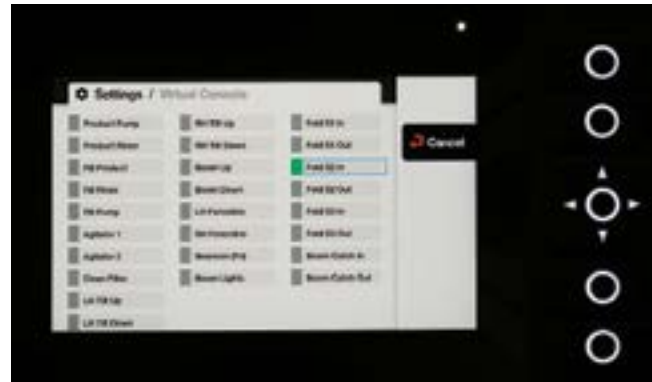 Settings / Virtual Console
Product Pump
Product Rinse
Fill Product
Fill Rinse
Fill Pump
Agitator 1
Agitator 2
Clean Filter
LH Tilt Up
LH Tilt Down
RH Tilt Up
RH Tilt Down
Boom Up
Boom Down
LH Foam
RH Foam
Boom Lights
Fold S1 In
Fold S1 Out
Fold S2 In
Fold S2 Out
Fold S3 In
Fold S3 Out
Boom Catch In
Boom Catch Out
Cancel